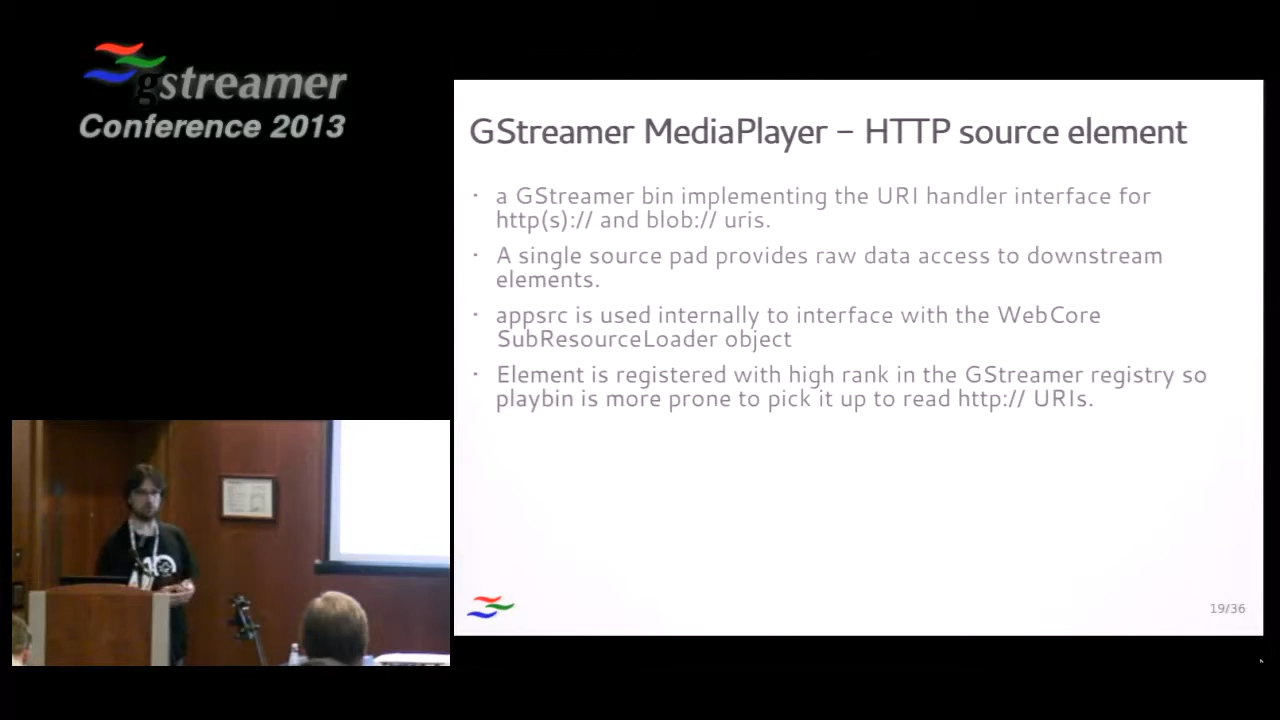 gstreamer
Conference 2013
GStreamer MediaPlayer – HTTP source element
· a GStreamer bin implementing the URI handler interface for
http(s):// and blob:// uris.
· A single source pad provides raw data access to downstream
elements.
· appsrc is used internally to interface with the WebCore
SubResourceLoader object
· Element is registered with high rank in the GStreamer registry so
playbin is more prone to pick it up to read http:// URIs.
19/36